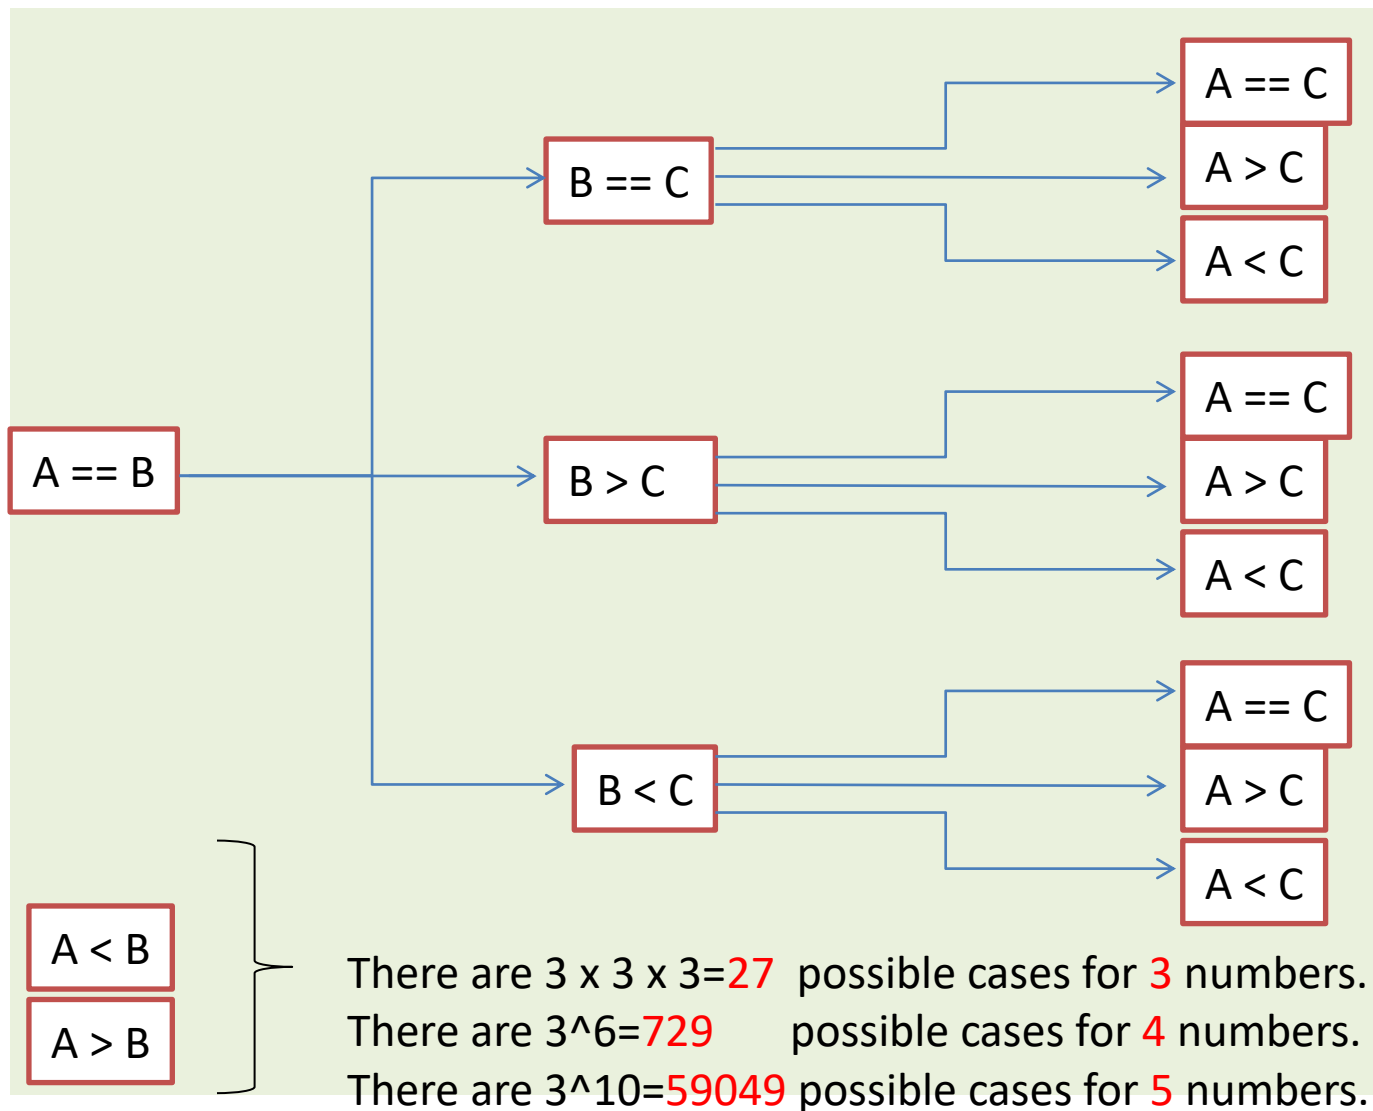 A == B
B == C
A == C
A > C
A < C
B > C
A == C
A > C
A < C
B < C
A == C
A > C
A < C
A < B
A > B
There are 3 x 3 x 3=27 possible cases for 3 numbers.
There are 3^6=729 possible cases for 4 numbers.
There are 3^10=59049 possible cases for 5 numbers.